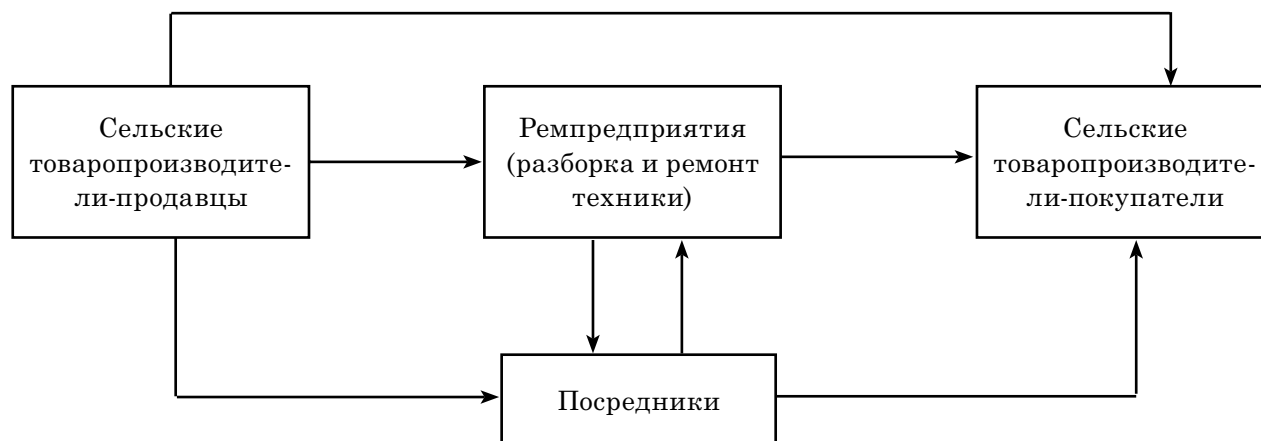 Сельские
товаропроизводите-
ли-продавцы
Ремпредприятия
(разборка и ремонт
техники)
Сельские
товаропроизводите-
ли-покупатели
Посредники